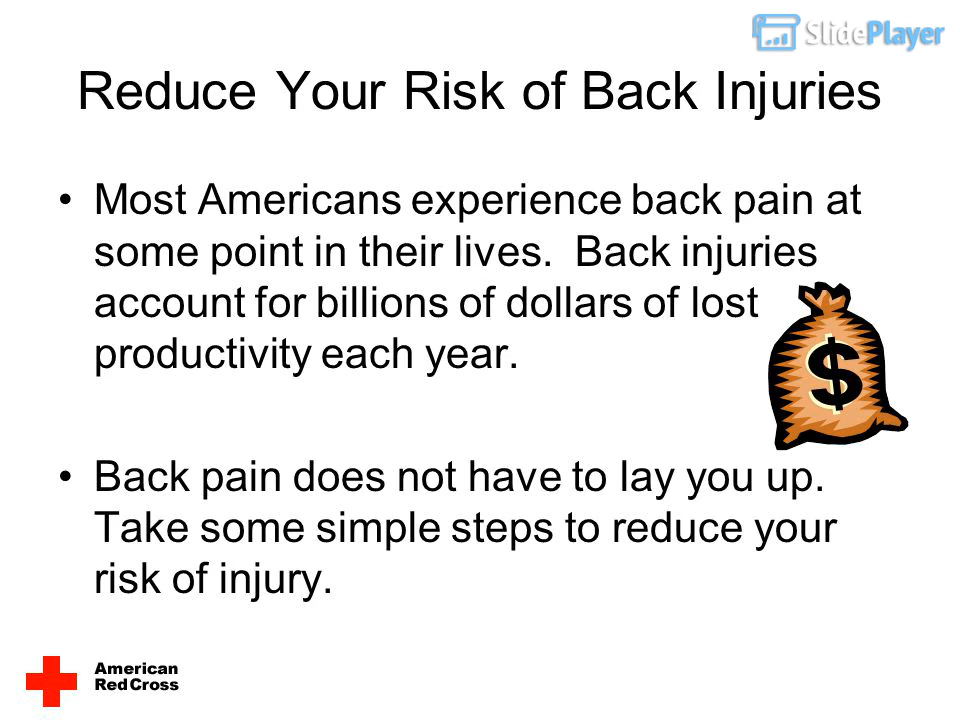 SlidePlayer
Reduce Your Risk of Back Injuries
• Most Americans experience back pain at
some point in their lives.  Back injuries
account for billions of dollars of lost
productivity each year.
$
• Back pain does not have to lay you up.
Take some simple steps to reduce your
risk of injury.
American
Red Cross